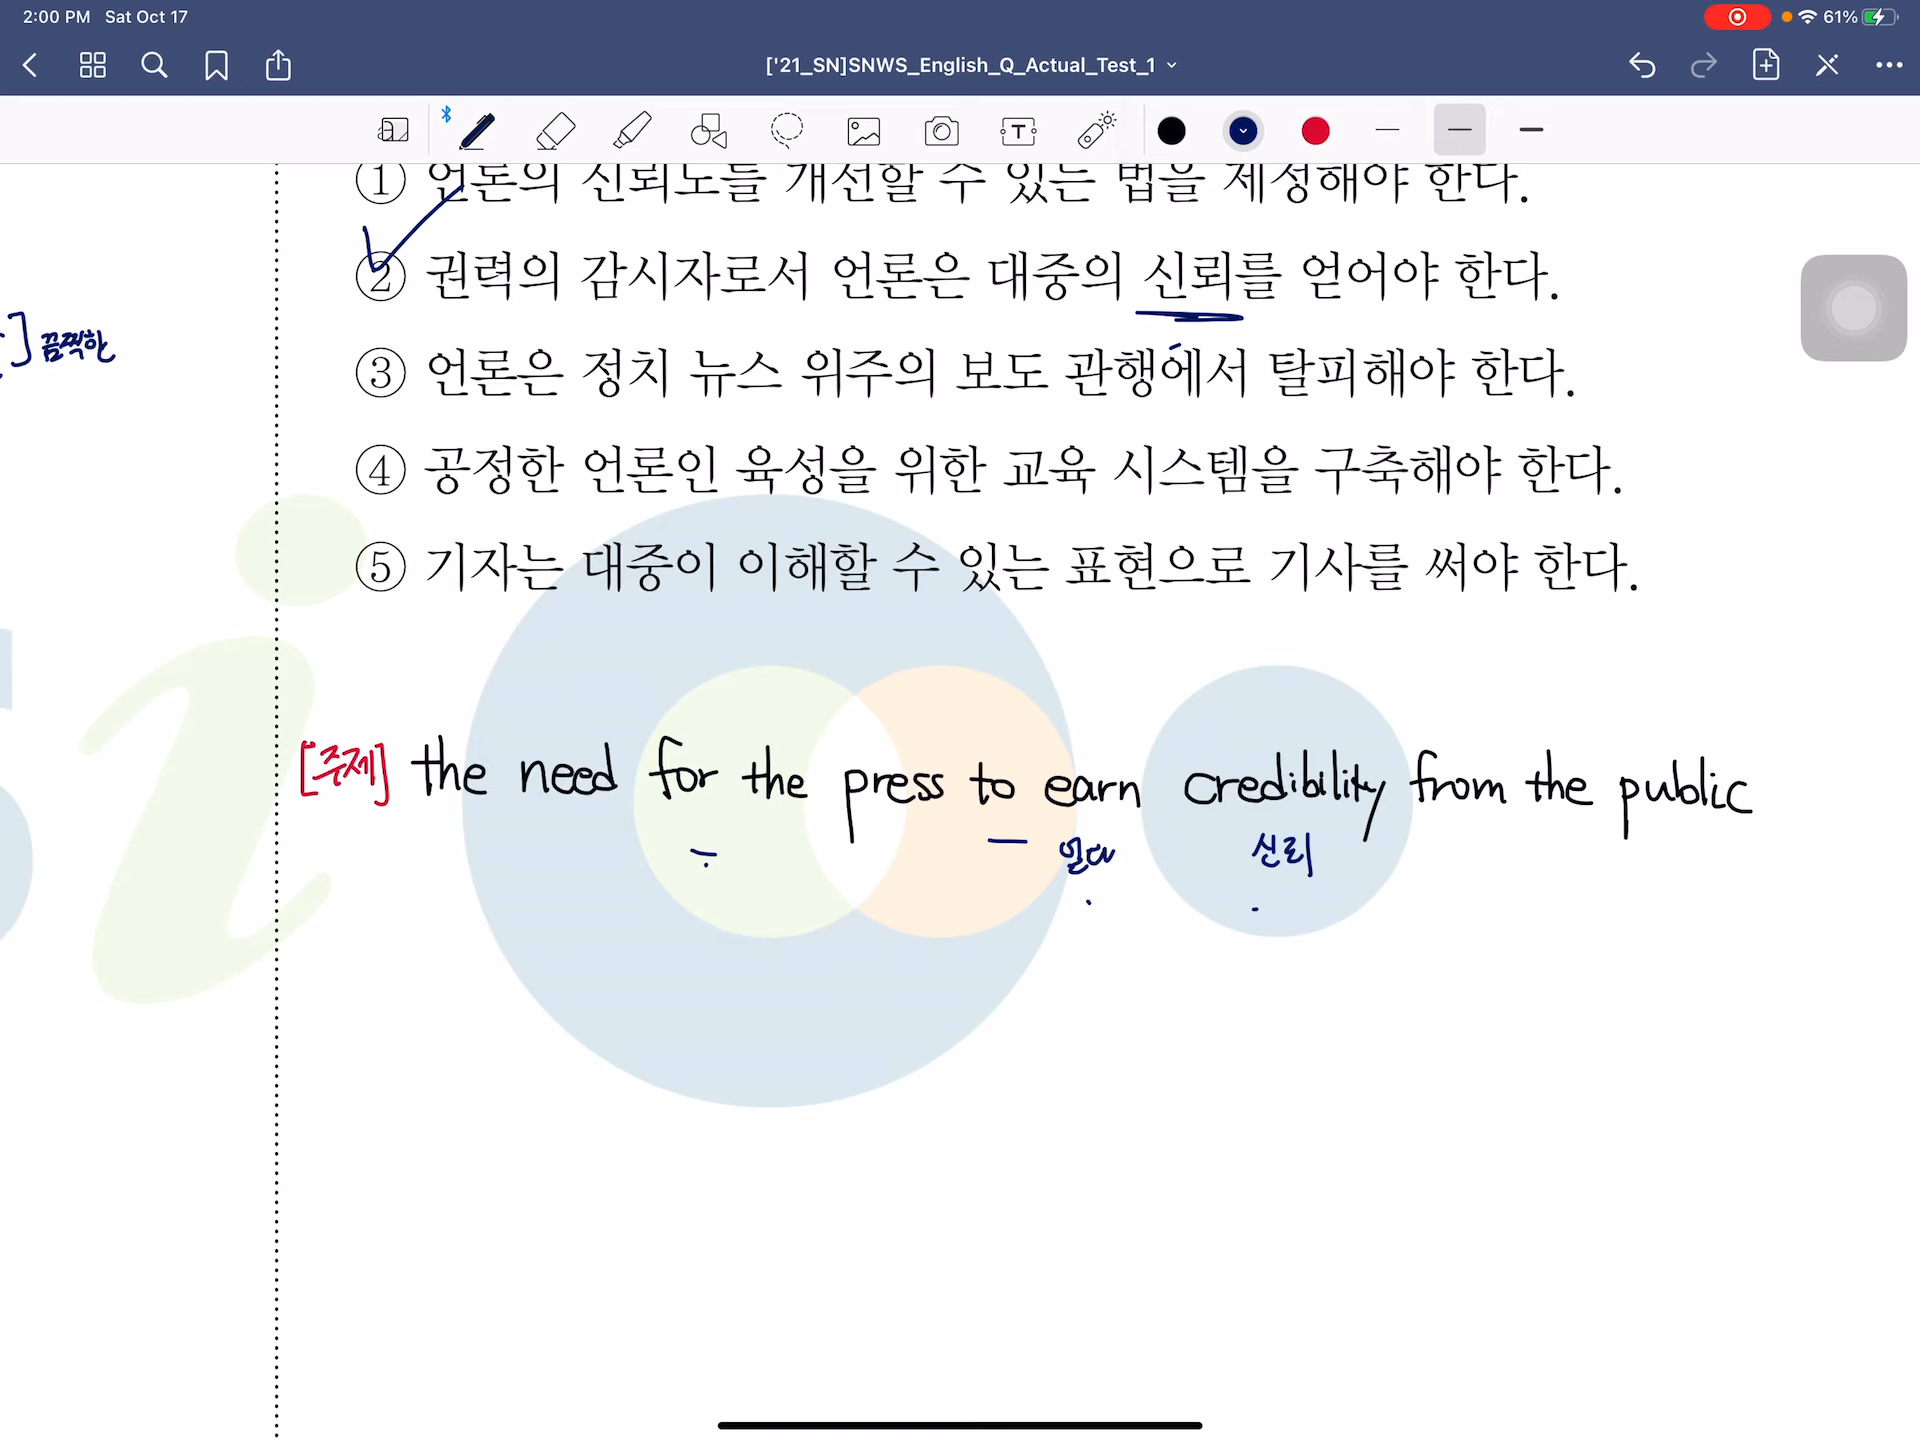 2:00 PM Sat Oct 17
61%
['21_SN]SNWS_English_Q_Actual_Test_1
① 언론의 신뢰도를 개선할 수 있는 법을 제정해야 한다.
② 권력의 감시자로서 언론은 대중의 신뢰를 얻어야 한다.
] 끔찍한
③ 언론은 정치 뉴스 위주의 보도 관행에서 탈피해야 한다.
④ 공정한 언론인 육성을 위한 교육 시스템을 구축해야 한다.
⑤ 기자는 대중이 이해할 수 있는 표현으로 기사를 써야 한다.
[주제] the need for the press to earn credibility from the public
얻다 신뢰